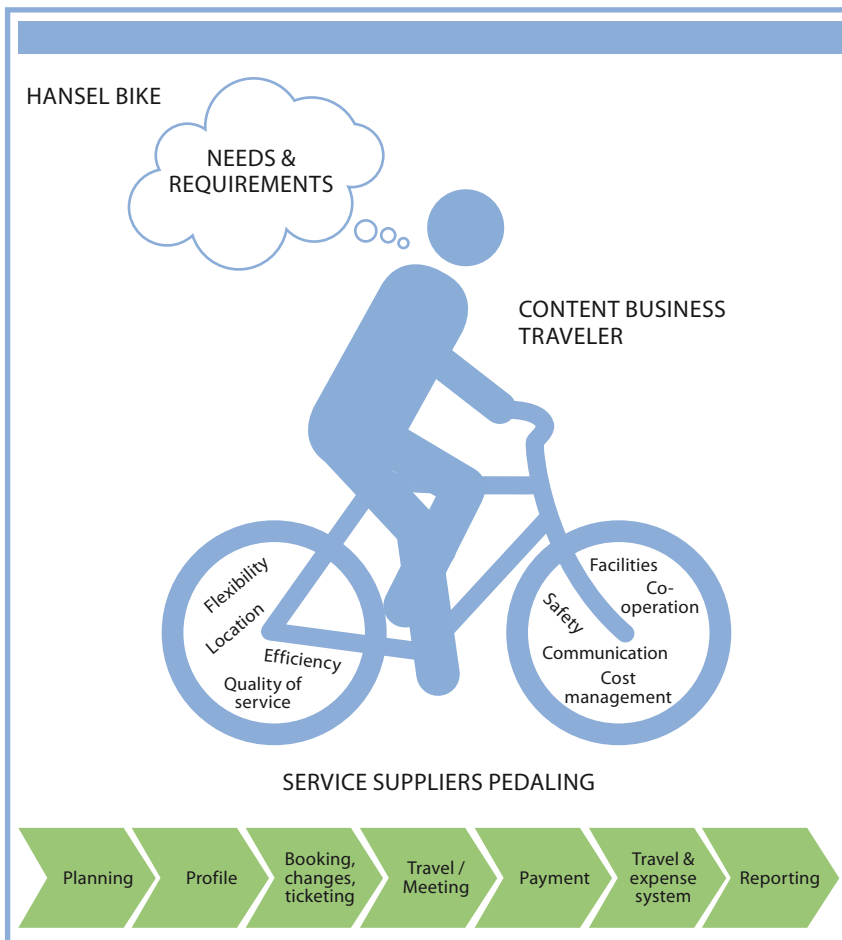 HANSEL BIKE
NEEDS &
REQUIREMENTS
CONTENT BUSINESS
TRAVELER
Flexibility
Location
Efficiency
Quality of
service
Facilities
Co-
operation
Safety
Communication
Cost
management
SERVICE SUPPLIERS PEDALING
Planning
Profile
Booking,
changes,
ticketing
Travel /
Meeting
Payment
Travel &
expense
system
Reporting